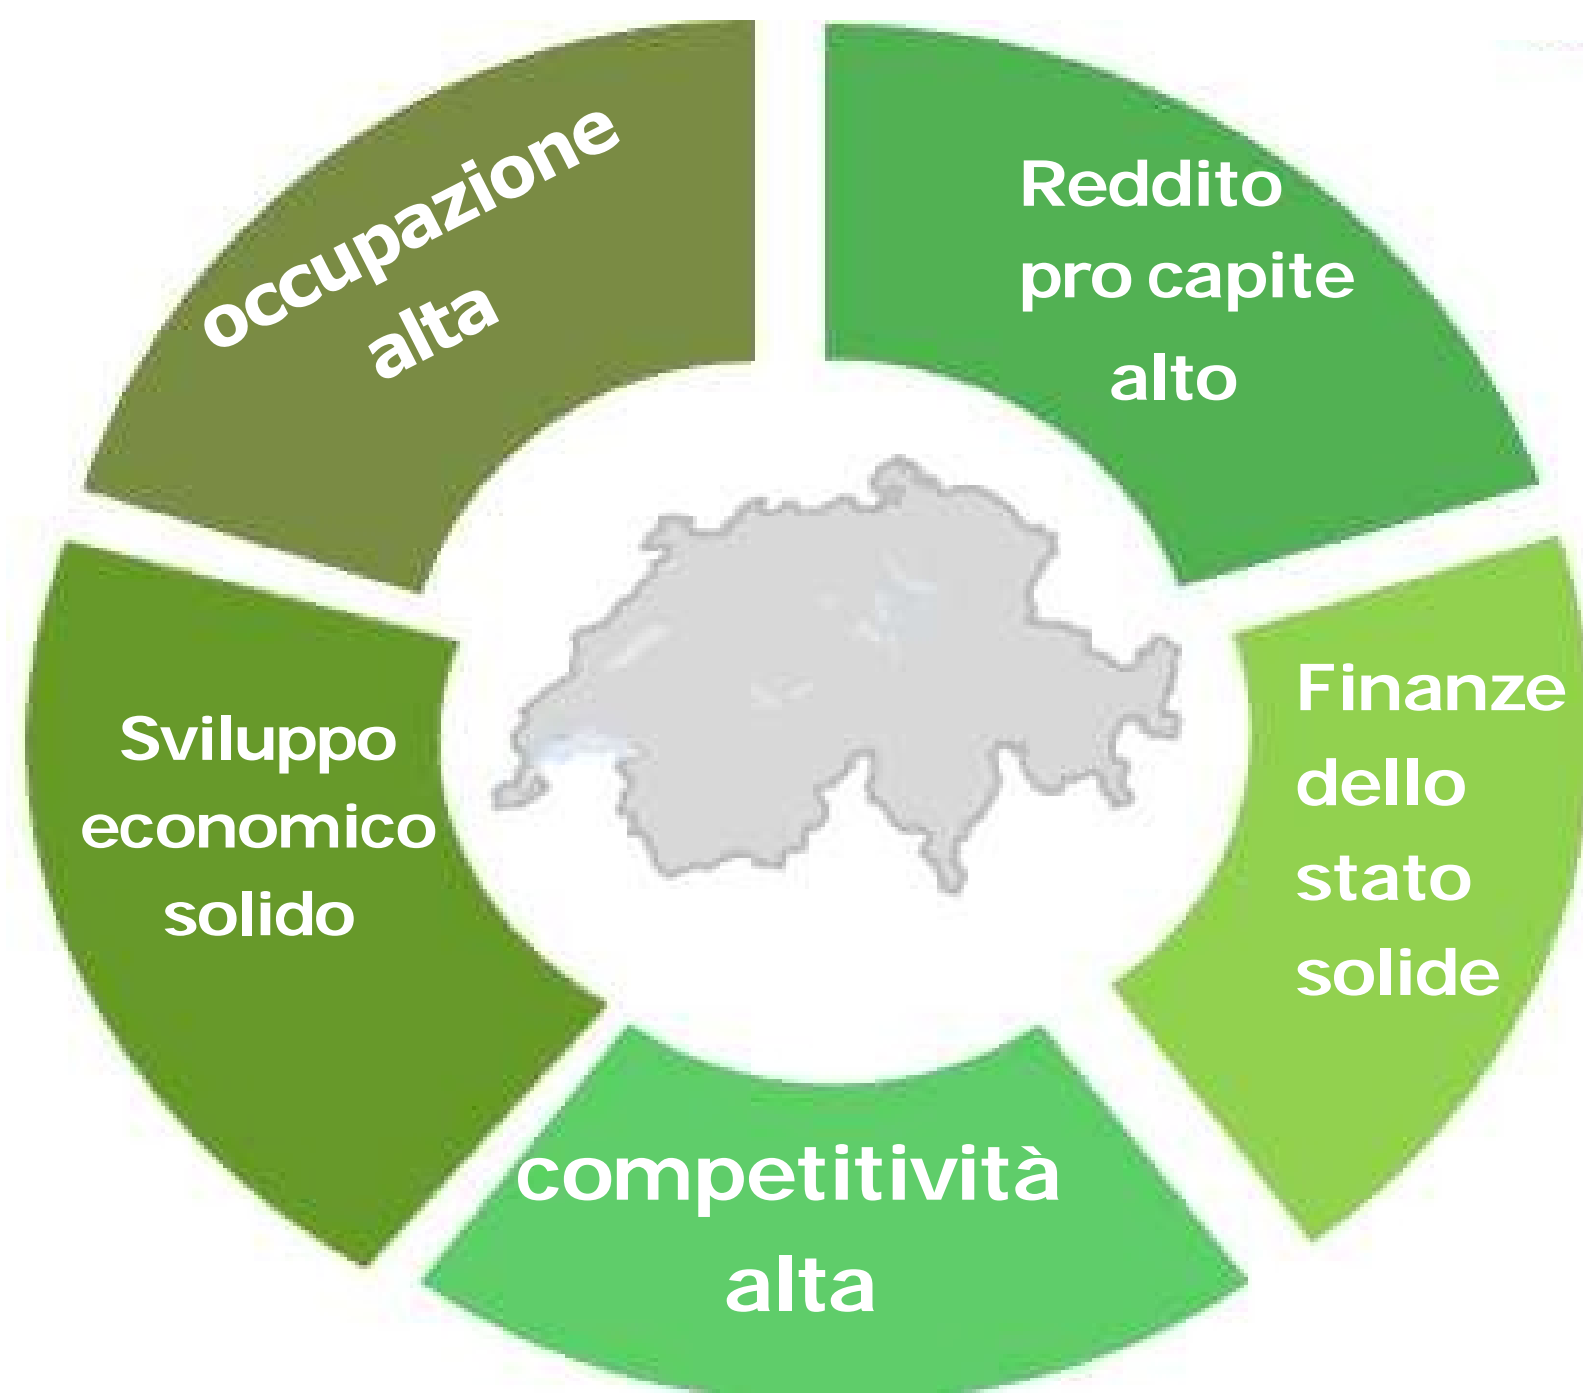 occupazione
alta
Reddito
pro capite
alto
Finanze
dello
stato
solide
competitività
alta
Sviluppo
economico
solido